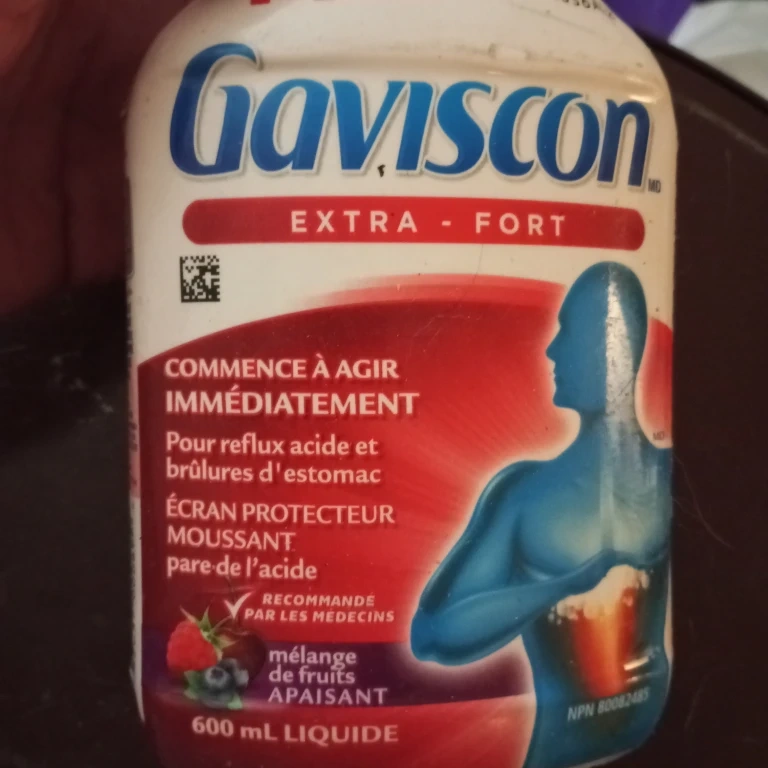 Gaviscon MD
EXTRA - FORT
COMMENCE À AGIR
IMMÉDIATEMENT
Pour reflux acide et
brûlures d'estomac
ÉCRAN PROTECTEUR
MOUSSANT
pare-de l'acide
RECOMMANDÉ
PAR LES MÉDECINS
mélange
de fruits
APAISANT
600 mL LIQUIDE
MD
NPN 80082485